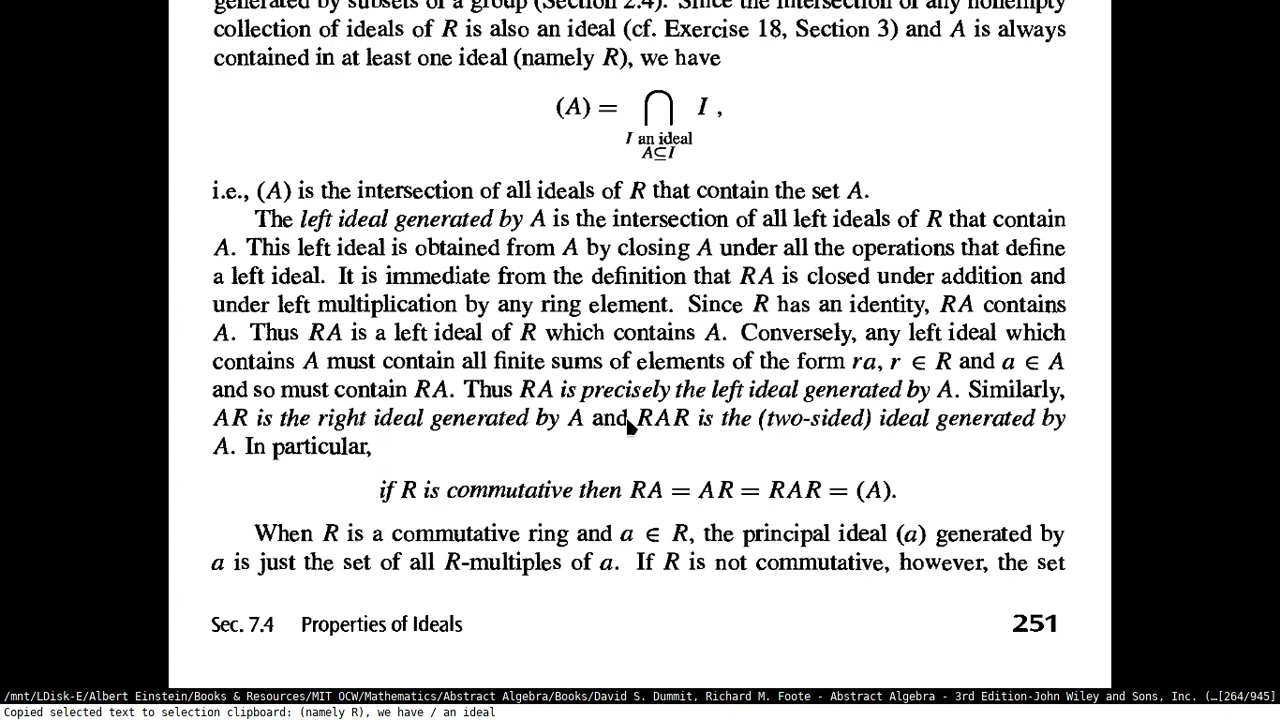 generated by subsets of a group (Section 2.4). Since the intersection of any nonempty
collection of ideals of R is also an ideal (cf. Exercise 18, Section 3) and A is always
contained in at least one ideal (namely R), we have
(A) = ⋂ I ,
I an ideal
A⊆I
i.e., (A) is the intersection of all ideals of R that contain the set A.
The left ideal generated by A is the intersection of all left ideals of R that contain
A. This left ideal is obtained from A by closing A under all the operations that define
a left ideal. It is immediate from the definition that RA is closed under addition and
under left multiplication by any ring element. Since R has an identity, RA contains
A. Thus RA is a left ideal of R which contains A. Conversely, any left ideal which
contains A must contain all finite sums of elements of the form ra, r ∈ R and a ∈ A
and so must contain RA. Thus RA is precisely the left ideal generated by A. Similarly,
AR is the right ideal generated by A and RAR is the (two-sided) ideal generated by
A. In particular,
if R is commutative then RA = AR = RAR = (A).
When R is a commutative ring and a ∈ R, the principal ideal (a) generated by
a is just the set of all R-multiples of a. If R is not commutative, however, the set
Sec. 7.4 Properties of Ideals 251
/mnt/LDisk-E/Albert Einstein/Books & Resources/MIT OCW/Mathematics/Abstract Algebra/Books/David S. Dummit, Richard M. Foote - Abstract Algebra - 3rd Edition-John Wiley and Sons, Inc. (…[264/945]
Copied selected text to selection clipboard: (namely R), we have / an ideal